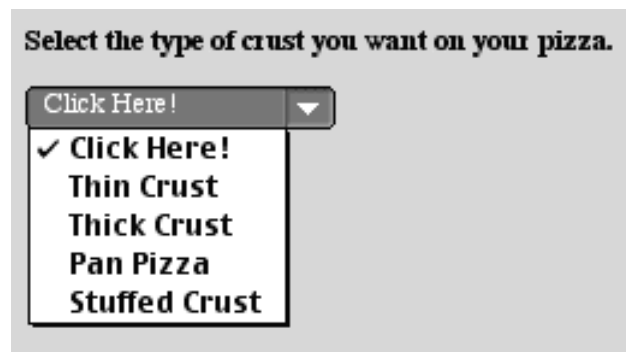 Select the type of crust you want on your pizza.
Click Here!
Click Here!
Thin Crust
Thick Crust
Pan Pizza
Stuffed Crust